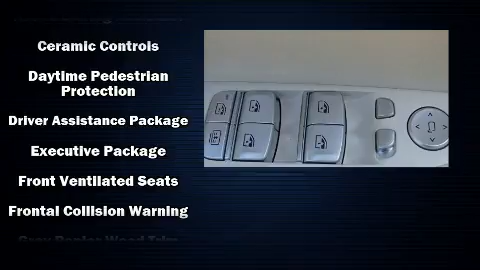 Ceramic Controls
Daytime Pedestrian
Protection
Driver Assistance Package
Executive Package
Front Ventilated Seats
Frontal Collision Warning